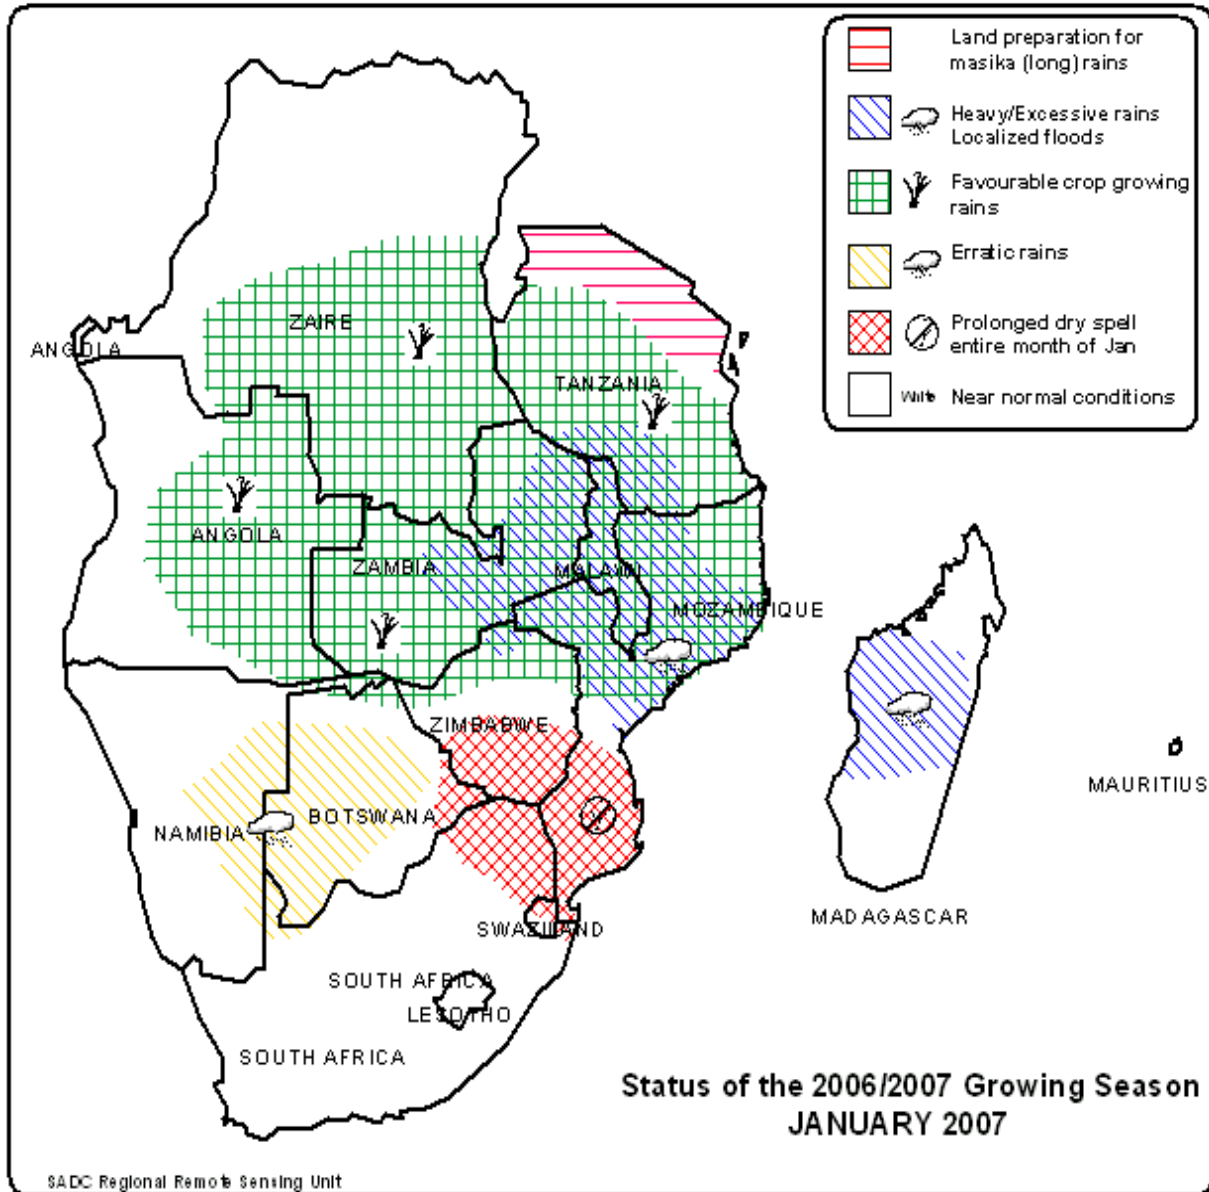 Land preparation for
masika (long) rains
Heavy/Excessive rains
Localized floods
Favourable crop growing
rains
Erratic rains
Prolonged dry spell
entire month of Jan
White Near normal conditions
ZAIRE
ANGOLA
TANZANIA
ANGOLA
ZAMBIA
MALAWI
MOZAMBIQUE
ZIMBABWE
MAURITIUS
NAMIBIA
BOTSWANA
MADAGASCAR
SWAZILAND
SOUTH AFRICA
LESOTHO
SOUTH AFRICA
Status of the 2006/2007 Growing Season
JANUARY 2007
SADC Regional Remote Sensing Unit